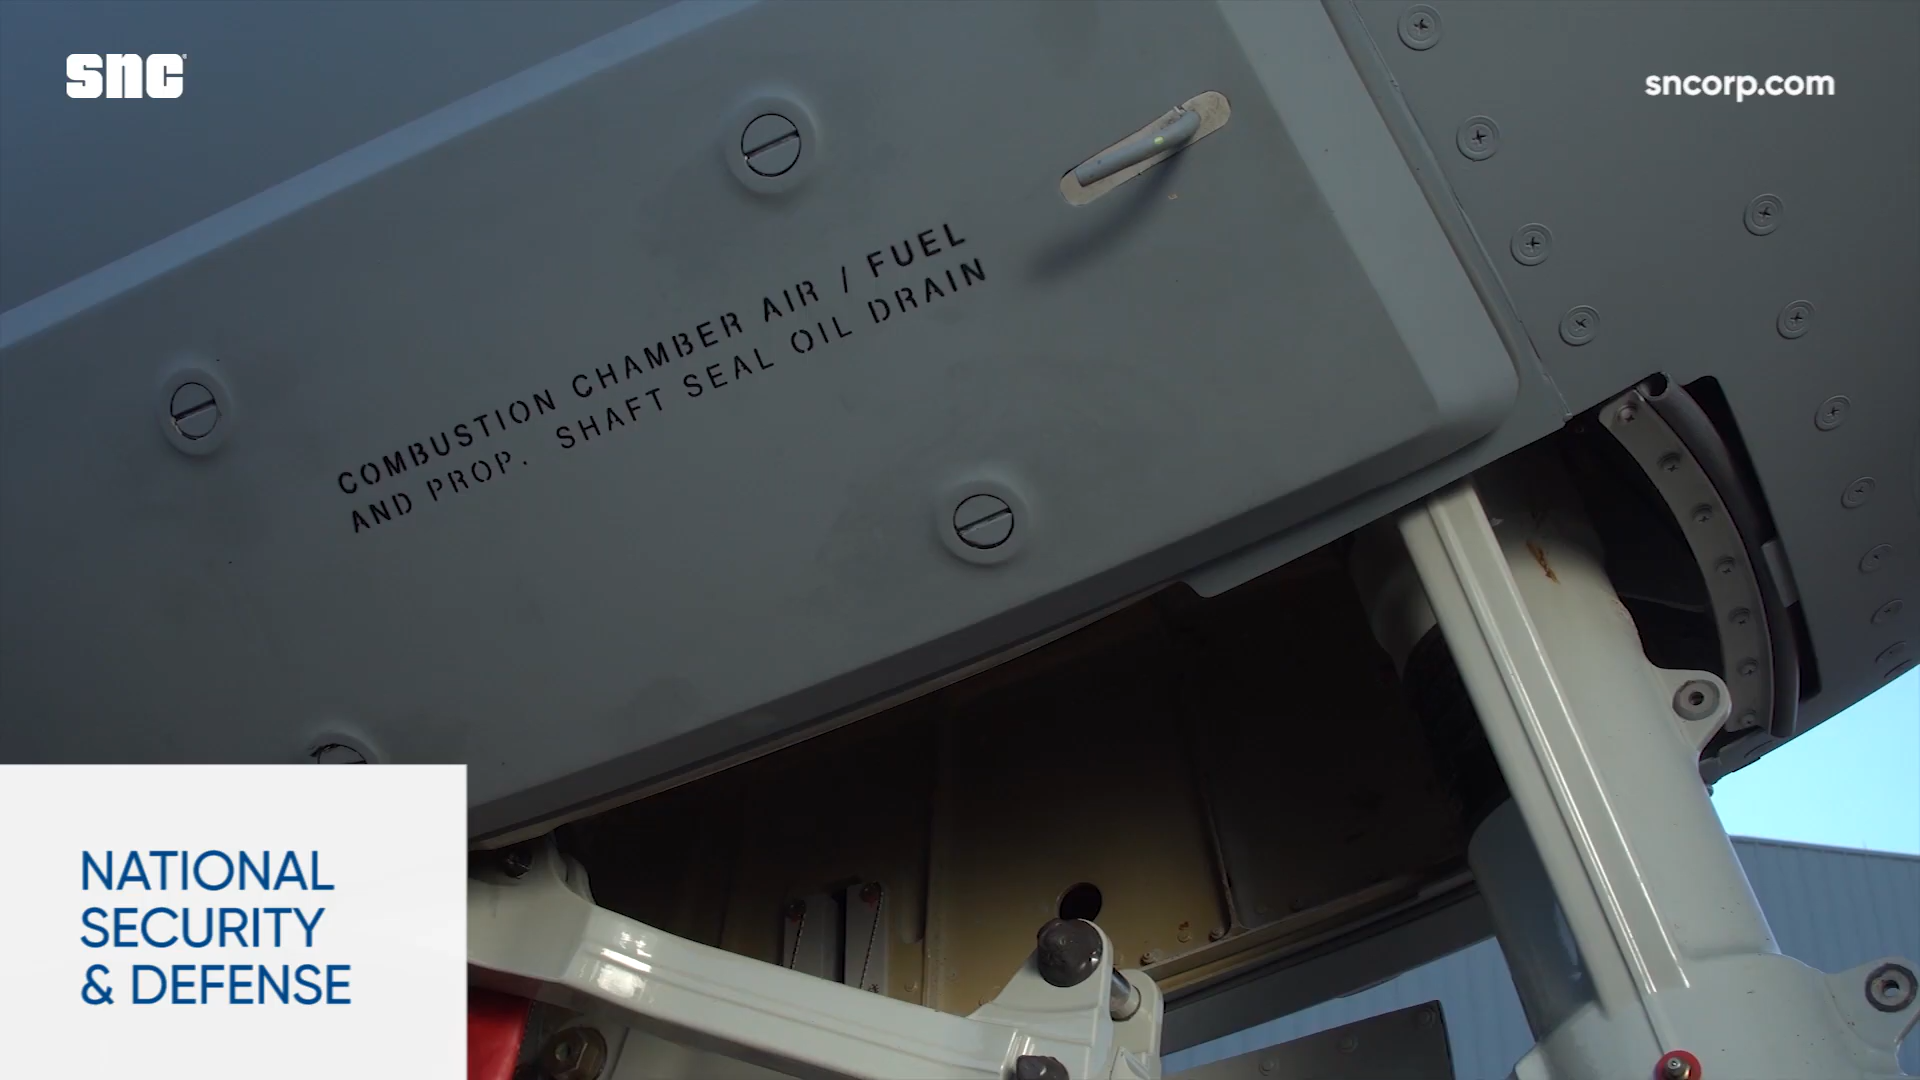 snc
sncorp.com
COMBUSTION CHAMBER AIR / FUEL
AND PROP. SHAFT SEAL OIL DRAIN
NATIONAL
SECURITY
& DEFENSE